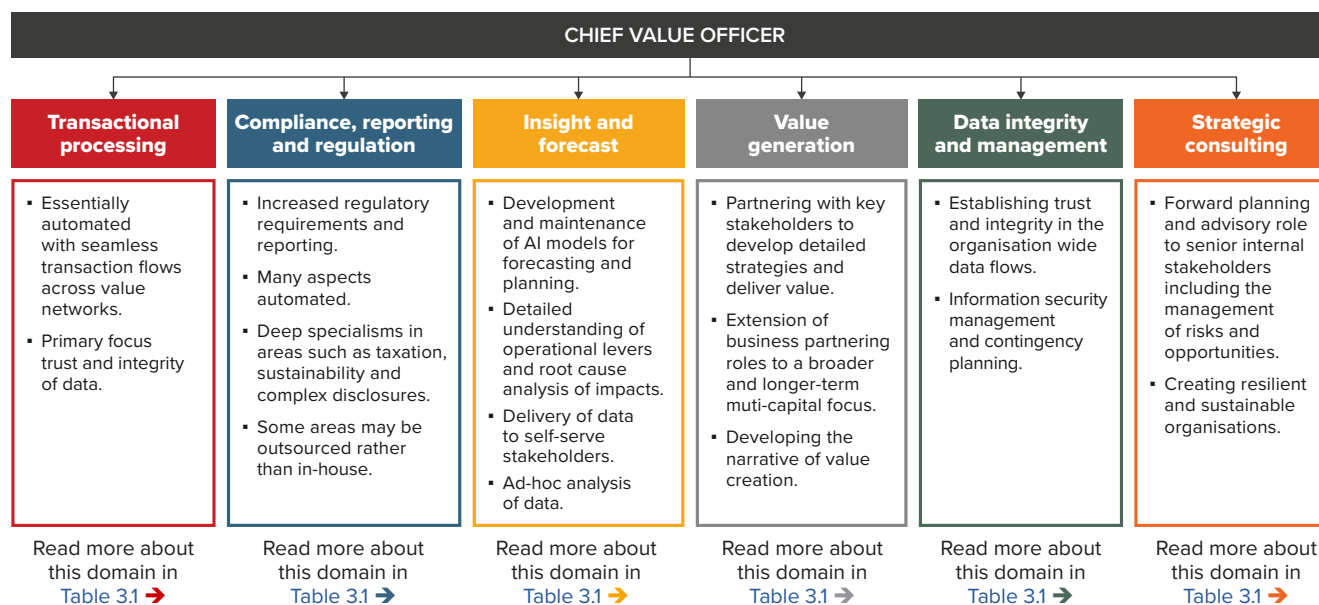 CHIEF VALUE OFFICER
Transactional
processing
▪ Essentially
automated
with seamless
transaction flows
across value
networks.
▪ Primary focus
trust and integrity
of data.
Read more about
this domain in
Table 3.1 ➔
Compliance, reporting
and regulation
▪ Increased regulatory
requirements and
reporting.
▪ Many aspects
automated.
▪ Deep specialisms in
areas such as taxation,
sustainability and
complex disclosures.
▪ Some areas may be
outsourced rather
than in-house.
Read more about
this domain in
Table 3.1 ➔
Insight and
forecast
▪ Development
and maintenance
of AI models for
forecasting and
planning.
▪ Detailed
understanding of
operational levers
and root cause
analysis of impacts.
▪ Delivery of data
to self-serve
stakeholders.
▪ Ad-hoc analysis
of data.
Read more about
this domain in
Table 3.1 ➔
Value
generation
▪ Partnering with key
stakeholders to
develop detailed
strategies and
deliver value.
▪ Extension of
business partnering
roles to a broader
and longer-term
muti-capital focus.
▪ Developing the
narrative of value
creation.
Read more about
this domain in
Table 3.1 ➔
Data integrity
and management
▪ Establishing trust
and integrity in the
organisation wide
data flows.
▪ Information security
management
and contingency
planning.
Read more about
this domain in
Table 3.1 ➔
Strategic
consulting
▪ Forward planning
and advisory role
to senior internal
stakeholders
including the
management
of risks and
opportunities.
▪ Creating resilient
and sustainable
organisations.
Read more about
this domain in
Table 3.1 ➔